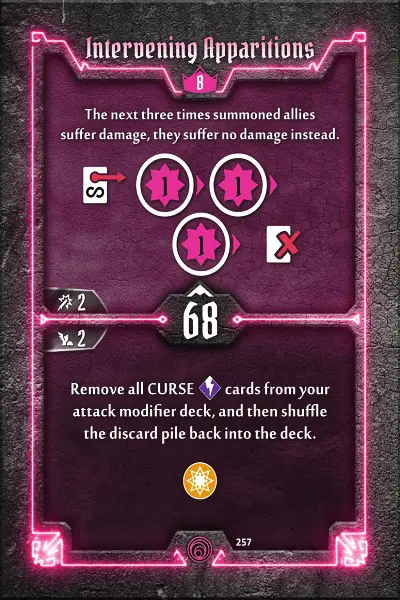 Intervening Apparitions
8
The next three times summoned allies
suffer damage, they suffer no damage instead.
S
1 1
1
2
68
2
Remove all CURSE cards from your
attack modifier deck, and then shuffle
the discard pile back into the deck.
257